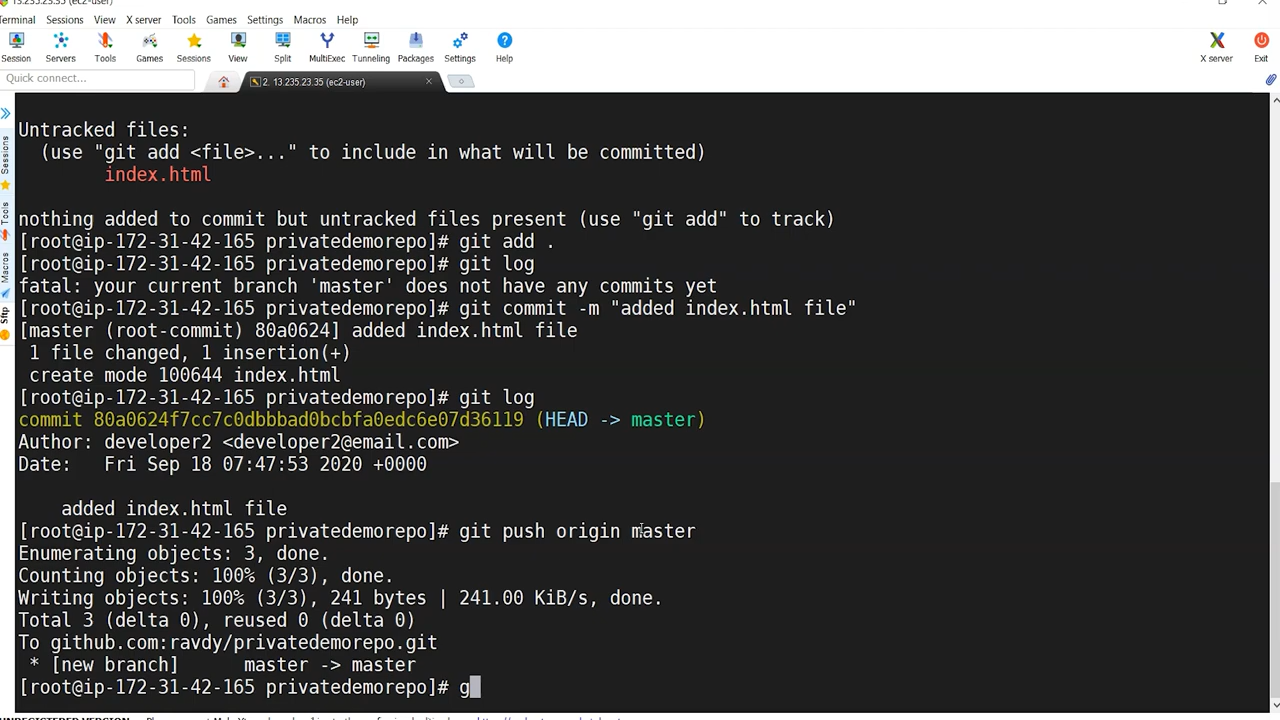 13.235.23.35 (ec2-user)
Terminal Sessions View X server Tools Games Settings Macros Help
Session Servers Tools Games Sessions View Split MultiExec Tunneling Packages Settings Help X server Exit
Quick connect...
2. 13.235.23.35 (ec2-user)
Sessions
Tools
Macros
Sftp
Untracked files:
(use "git add <file>..." to include in what will be committed)
index.html
nothing added to commit but untracked files present (use "git add" to track)
[root@ip-172-31-42-165 privatedemorepo]# git add .
[root@ip-172-31-42-165 privatedemorepo]# git log
fatal: your current branch 'master' does not have any commits yet
[root@ip-172-31-42-165 privatedemorepo]# git commit -m "added index.html file"
[master (root-commit) 80a0624] added index.html file
1 file changed, 1 insertion(+)
create mode 100644 index.html
[root@ip-172-31-42-165 privatedemorepo]# git log
commit 80a0624f7cc7c0dbbbad0bcbfa0edc6e07d36119 (HEAD -> master)
Author: developer2 <developer2@email.com>
Date:   Fri Sep 18 07:47:53 2020 +0000
added index.html file
[root@ip-172-31-42-165 privatedemorepo]# git push origin master
Enumerating objects: 3, done.
Counting objects: 100% (3/3), done.
Writing objects: 100% (3/3), 241 bytes | 241.00 KiB/s, done.
Total 3 (delta 0), reused 0 (delta 0)
To github.com:ravdy/privatedemorepo.git
* [new branch]      master -> master
[root@ip-172-31-42-165 privatedemorepo]# g